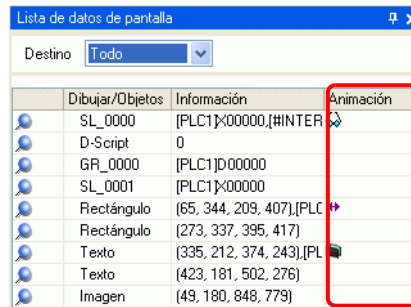 Lista de datos de pantalla
Destino Todo
Dibujar/Objetos Información Animación
SL_0000 [PLC1]X00000,[#INTER
D-Script 0
GR_0000 [PLC1]D00000
SL_0001 [PLC1]X00000
Rectángulo (65, 344, 209, 407),[PLC
Rectángulo (273, 337, 395, 417)
Texto (335, 212, 374, 243),[PL
Texto (423, 181, 502, 276)
Imagen (49, 180, 848, 779)